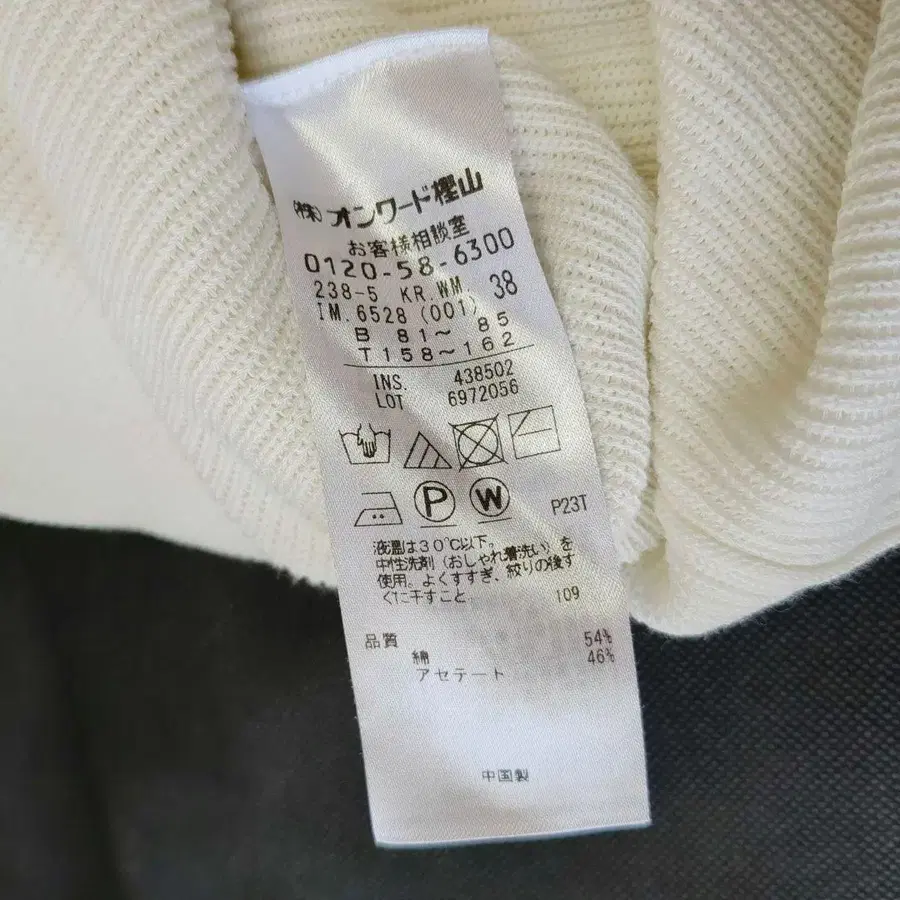 (株)オンワード樫山
お客様相談室
0120-58-6300
238-5 KR.WM. 38
IM.6528(001)
B 81～ 85
T158～162
INS. 438502
LOT 6972056
P W P23T
液温は30℃以下。
中性洗剤(おしゃれ着洗い)を
使用。よくすすぎ、絞りの後す
ぐに干すこと。 109
品質
綿 54%
アセテート 46%
中国製